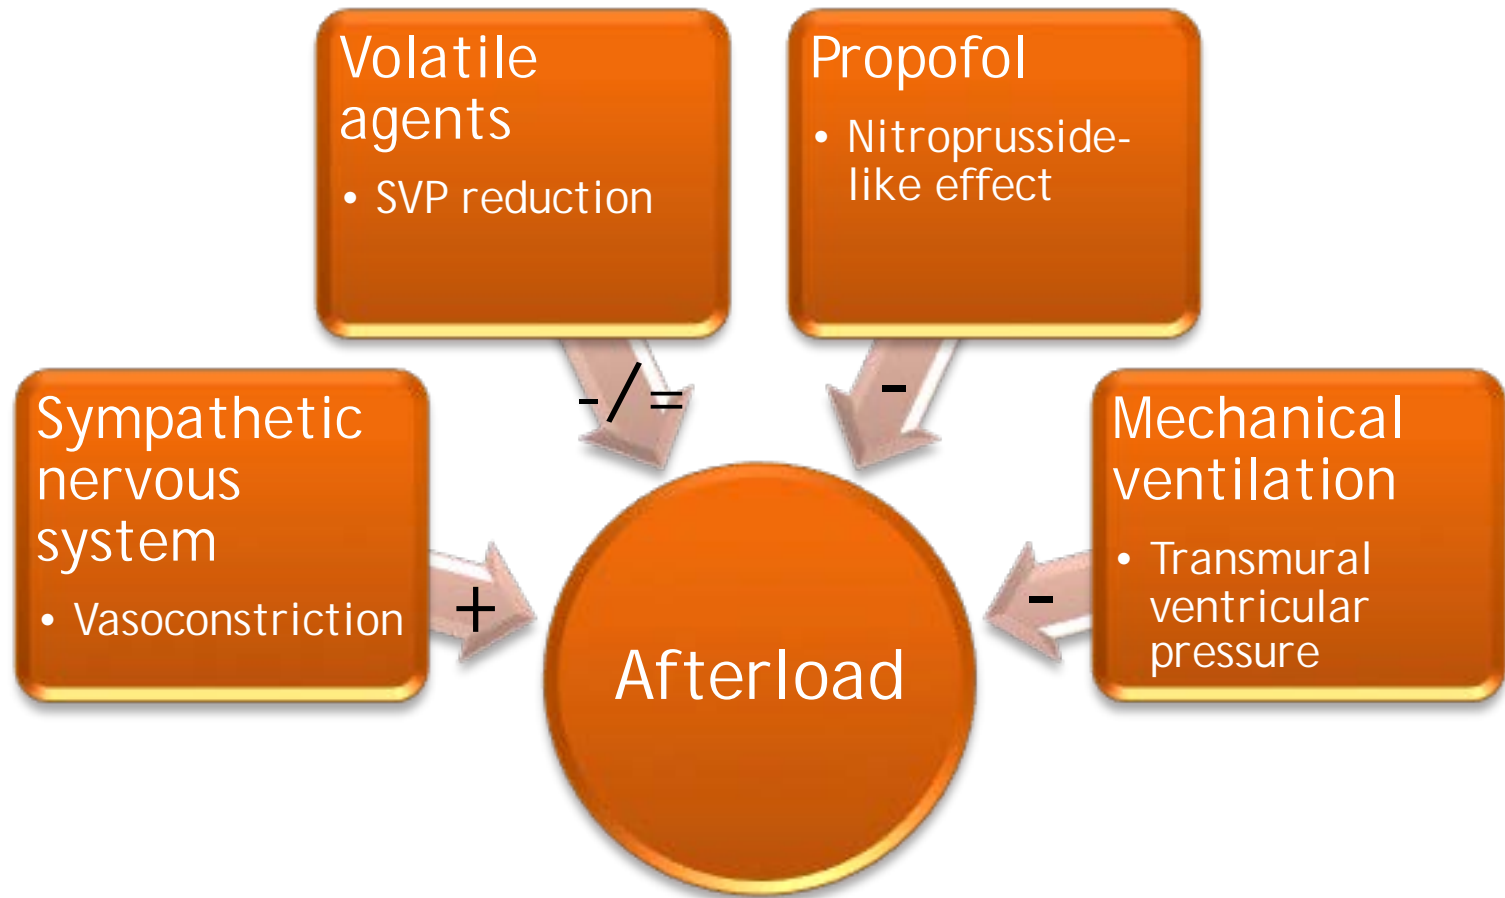 Volatile
agents
• SVP reduction
Propofol
• Nitroprusside-
like effect
Sympathetic
nervous
system
• Vasoconstriction
Mechanical
ventilation
• Transmural
ventricular
pressure
-/=
-
+
-
Afterload